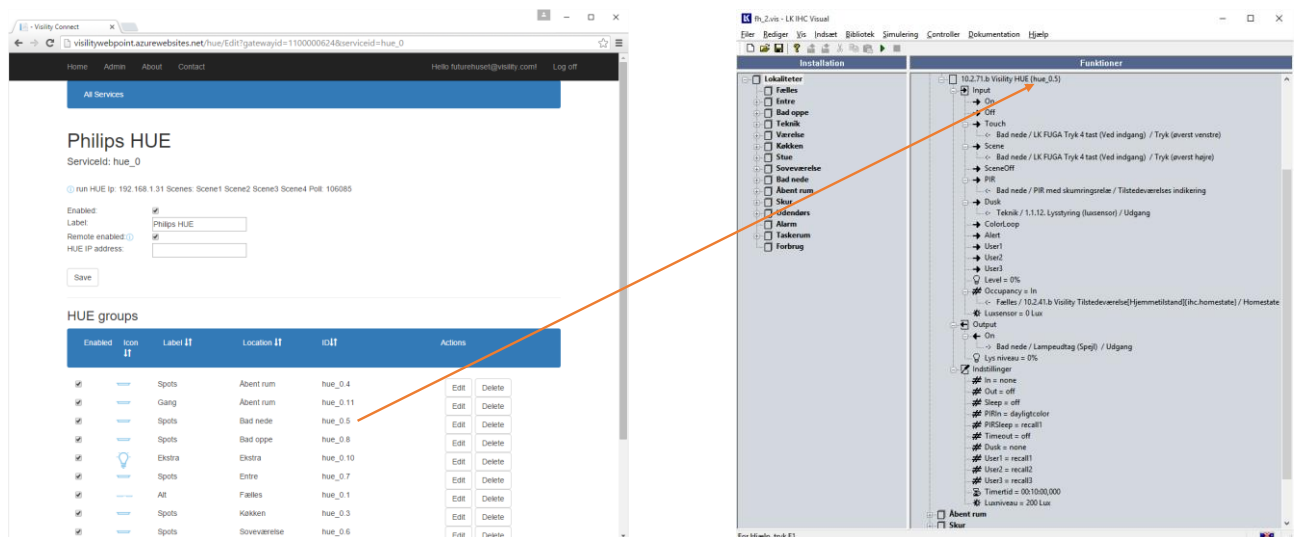 - Visility Connect
visilitywebpoint.azurewebsites.net/hue/Edit?gatewayid=1100000624&serviceid=hue_0
Home Admin About Contact Hello futurehuset@visility.com! Log off
All Services
Philips HUE
ServiceId: hue_0
run HUE Ip: 192.168.1.31 Scenes: Scene1 Scene2 Scene3 Scene4 Poll: 106085
Enabled:
Label: Philips HUE
Remote enabled:
HUE IP address:
Save
HUE groups
Enabled Icon Label Location ID Actions
Spots Åbent rum hue_0.4 Edit Delete
Gang Åbent rum hue_0.11 Edit Delete
Spots Bad nede hue_0.5 Edit Delete
Spots Bad oppe hue_0.8 Edit Delete
Ekstra Ekstra hue_0.10 Edit Delete
Spots Entre hue_0.7 Edit Delete
Alt Fælles hue_0.1 Edit Delete
Spots Køkken hue_0.3 Edit Delete
Spots Soveværelse hue_0.6 Edit Delete
fh_2.vis - LK IHC Visual
Filer Rediger Vis Indsæt Bibliotek Simulering Controller Dokumentation Hjælp
Installation
Lokaliteter
Fælles
Entre
Bad oppe
Teknik
Værelse
Køkken
Stue
Soveværelse
Bad nede
Åbent rum
Skur
Udendørs
Alarm
Taskerum
Forbrug
Funktioner
10.2.71.b Visility HUE (hue_0.5)
Input
On
Off
Touch
Bad nede / LK FUGA Tryk 4 tast (Ved indgang) / Tryk (øverst venstre)
Scene
Bad nede / LK FUGA Tryk 4 tast (Ved indgang) / Tryk (øverst højre)
SceneOff
PIR
Bad nede / PIR med skumringsrelæ / Tilstedeværelses indikering
Dusk
Teknik / 1.1.12. Lysstyring (luxsensor) / Udgang
ColorLoop
Alert
User1
User2
User3
Level = 0%
Occupancy = In
Fælles / 10.2.41.b Visility Tilstedeværelse[Hjemmetilstand](ihc.homestate) / Homestate
Luxsensor = 0 Lux
Output
On
Bad nede / Lampeudtag (Spejl) / Udgang
Lys niveau = 0%
Indstillinger
In = none
Out = off
Sleep = off
PIRIn = dayligtcolor
PIRSleep = recall1
Timeout = off
Dusk = none
User1 = recall1
User2 = recall2
User3 = recall3
Timertid = 00:10:00,000
Luxniveau = 200 Lux
Åbent rum
Skur
For Hjælp, tryk F1